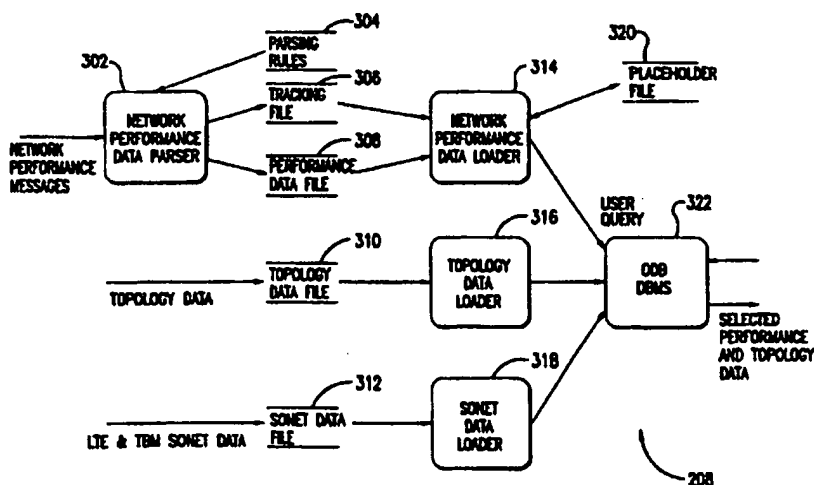 304
PARSING
RULES
302
306
TRACKING
FILE
314
320
PLACEHOLDER
FILE
NETWORK
PERFORMANCE
DATA PARSER
NETWORK
PERFORMANCE
DATA LOADER
NETWORK
PERFORMANCE
MESSAGES
308
PERFORMANCE
DATA FILE
USER
QUERY
322
310
TOPOLOGY
DATA FILE
316
TOPOLOGY
DATA
LOADER
ODB
DBMS
TOPOLOGY DATA
SELECTED
PERFORMANCE
AND TOPOLOGY
DATA
312
SONET DATA
FILE
318
SONET
DATA
LOADER
LTE & TBM SONET DATA
208